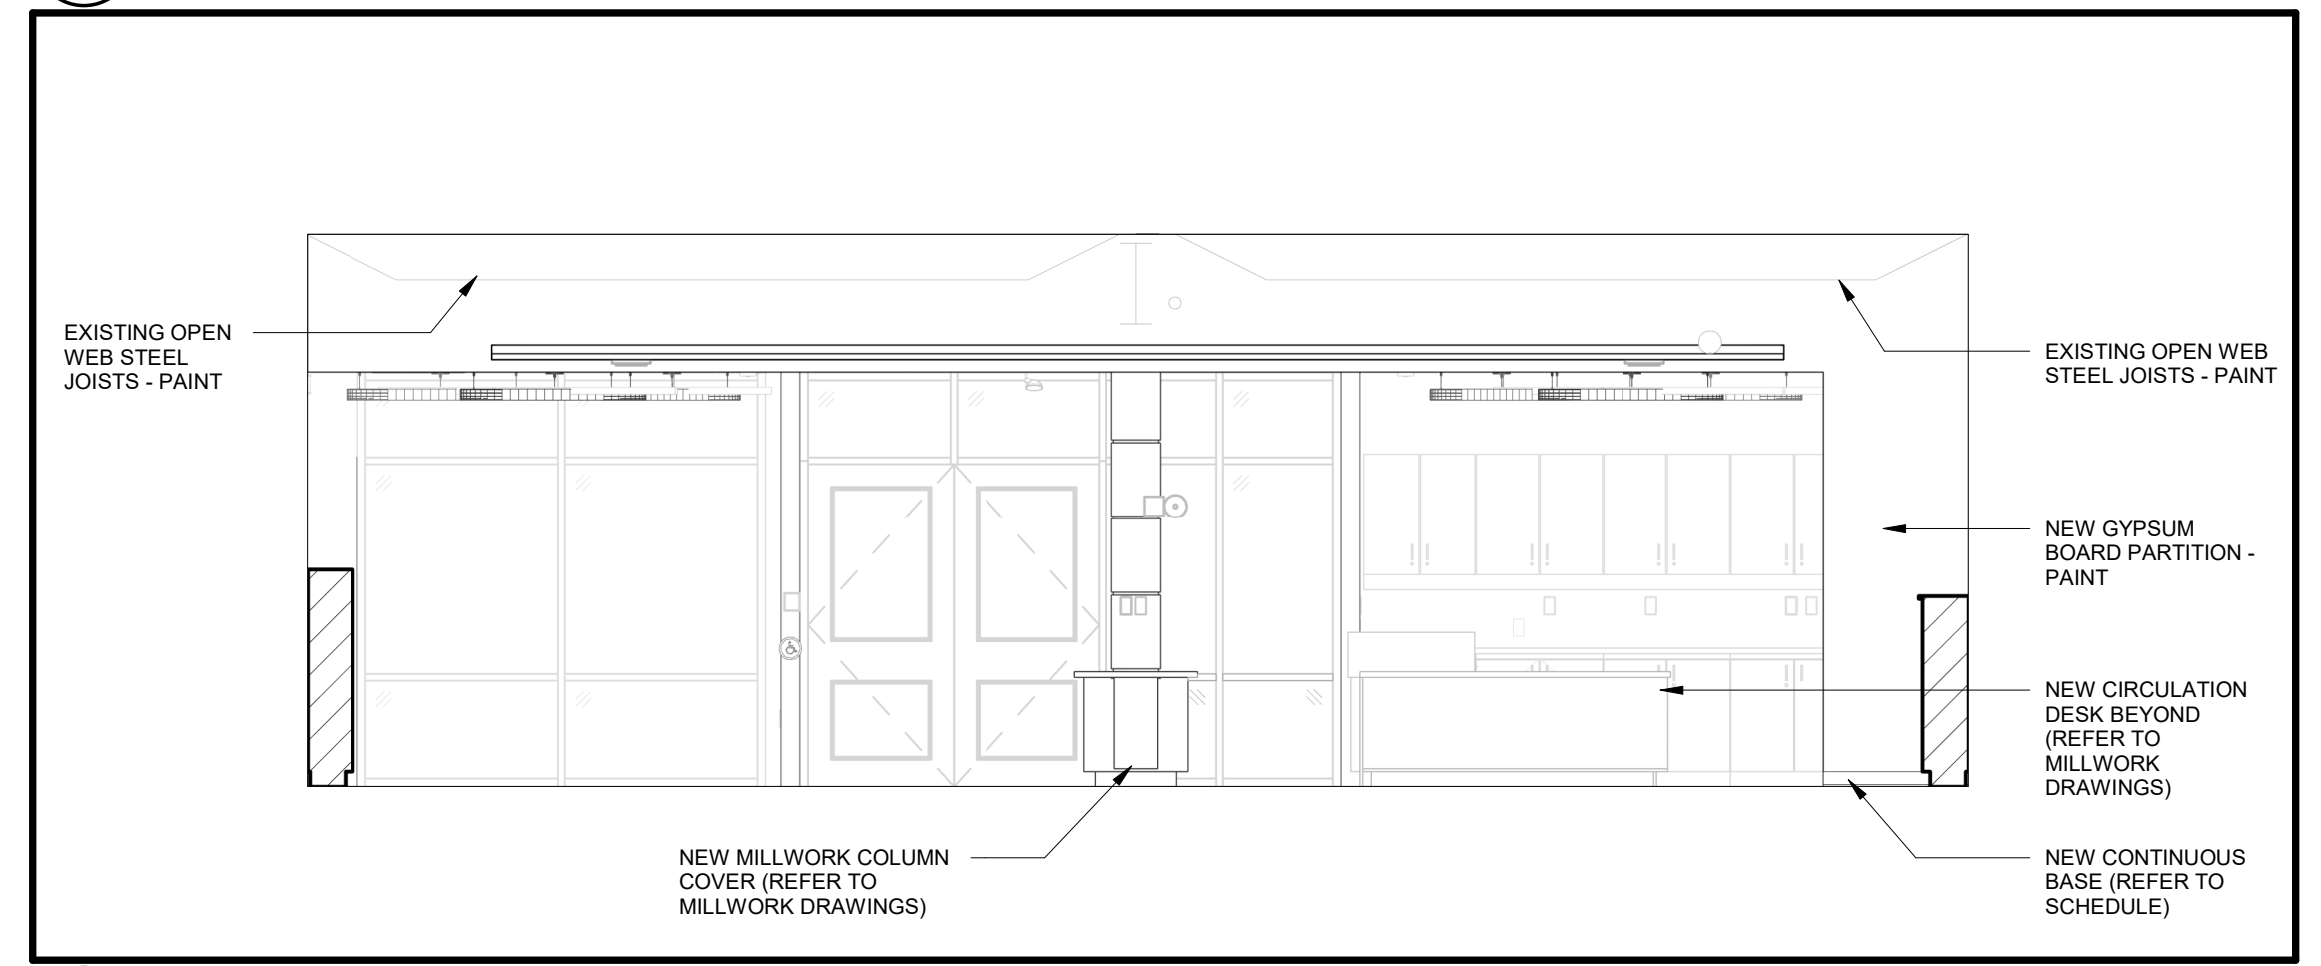 EXISTING OPEN
WEB STEEL
JOISTS - PAINT
EXISTING OPEN WEB
STEEL JOISTS - PAINT
NEW GYPSUM
BOARD PARTITION -
PAINT
NEW CIRCULATION
DESK BEYOND
(REFER TO
MILLWORK
DRAWINGS)
NEW MILLWORK COLUMN
COVER (REFER TO
MILLWORK DRAWINGS)
NEW CONTINUOUS
BASE (REFER TO
SCHEDULE)